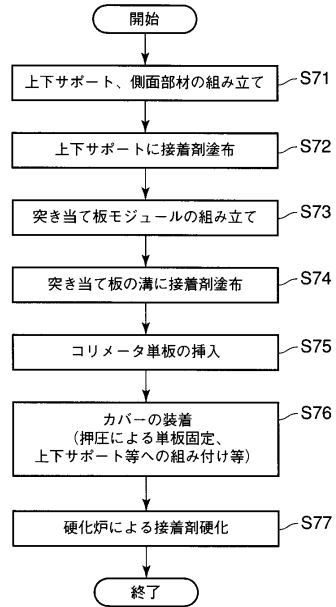 開始
上下サポート、側面部材の組み立て
S71
上下サポートに接着剤塗布
S72
突き当て板モジュールの組み立て
S73
突き当て板の溝に接着剤塗布
S74
コリメータ単板の挿入
S75
カバーの装着
(押圧による単板固定、
上下サポート等への組み付け等)
S76
硬化炉による接着剤硬化
S77
終了